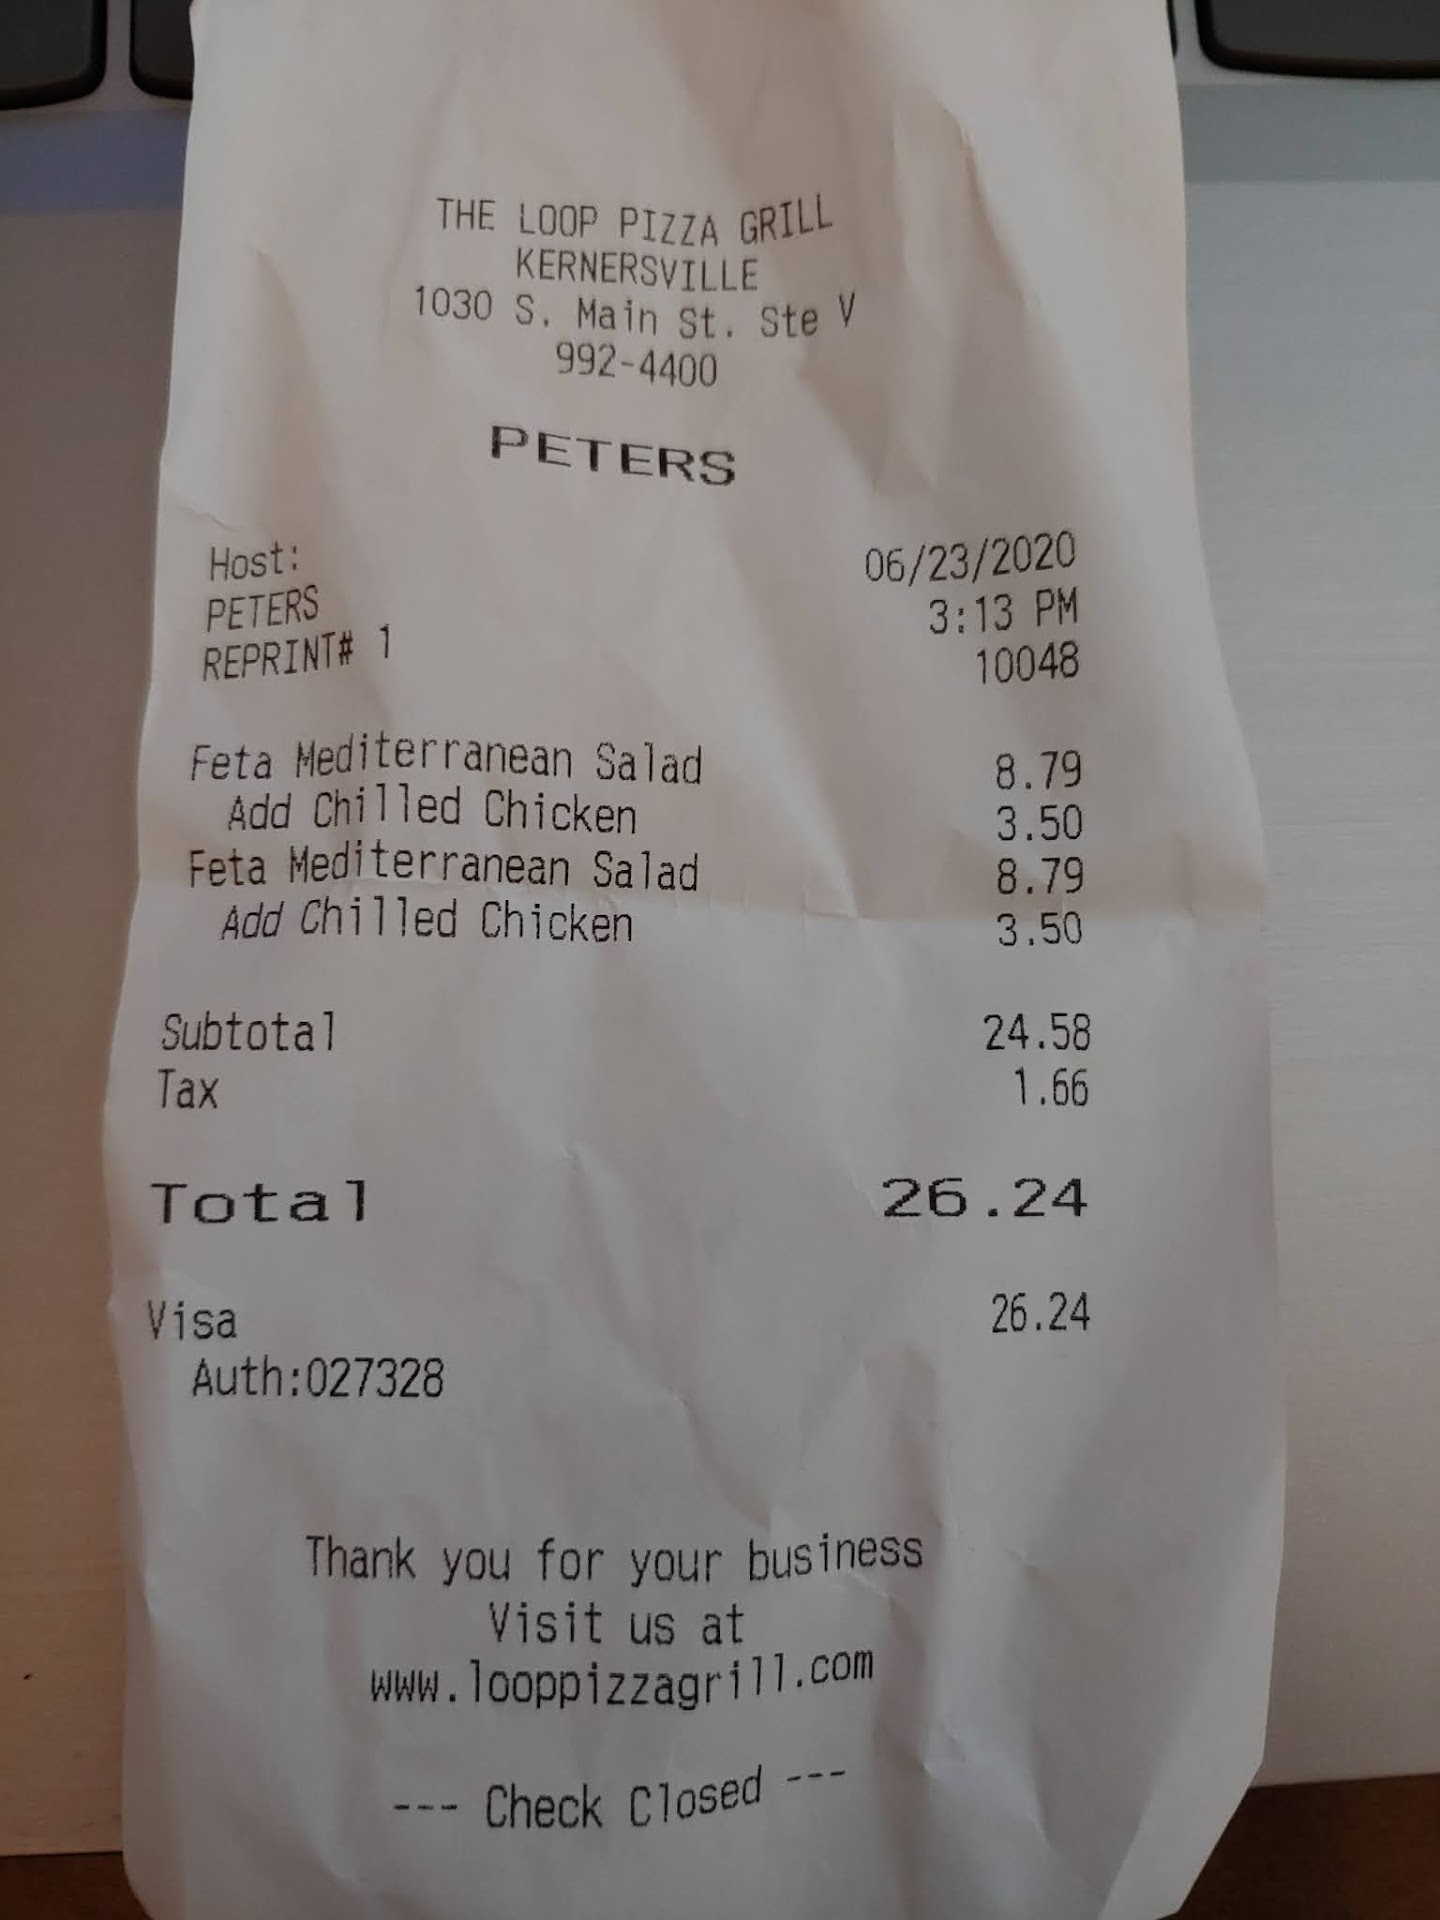 THE LOOP PIZZA GRILL
KERNERSVILLE
1030 S. Main St. Ste V
992-4400
PETERS
Host: 06/23/2020
PETERS 3:13 PM
REPRINT# 1 10048
Feta Mediterranean Salad 8.79
Add Chilled Chicken 3.50
Feta Mediterranean Salad 8.79
Add Chilled Chicken 3.50
Subtotal 24.58
Tax 1.66
Total 26.24
Visa 26.24
Auth:027328
Thank you for your business
Visit us at
www.looppizzagrill.com
--- Check Closed ---